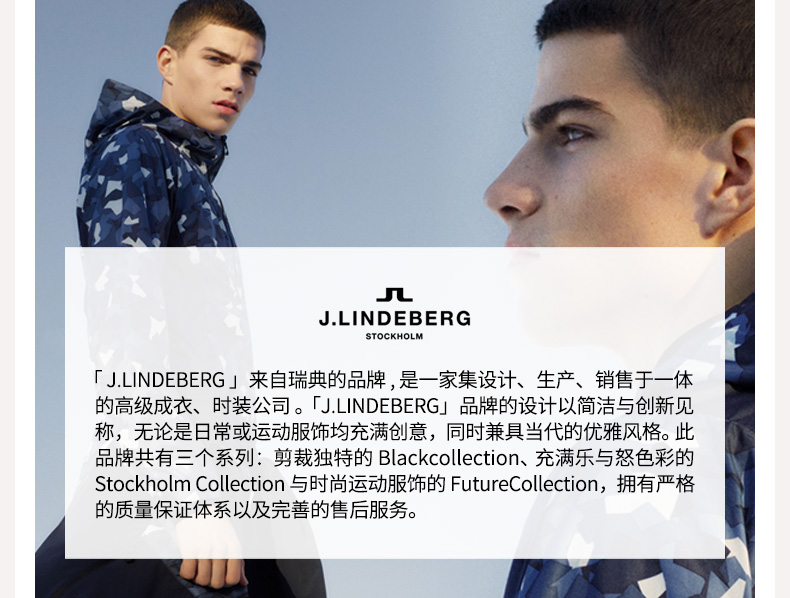 J.LINDEBERG
STOCKHOLM
「 J.LINDEBERG 」 来自瑞典的品牌 , 是一家集设计、生产、销售于一体
的高级成衣、时装公司 。「J.LINDEBERG」 品牌的设计以简洁与创新见
称，无论是日常或运动服饰均充满创意，同时兼具当代的优雅风格。此
品牌共有三个系列：剪裁独特的 Blackcollection、充满乐与怒色彩的
Stockholm Collection 与时尚运动服饰的 FutureCollection，拥有严格
的质量保证体系以及完善的售后服务。